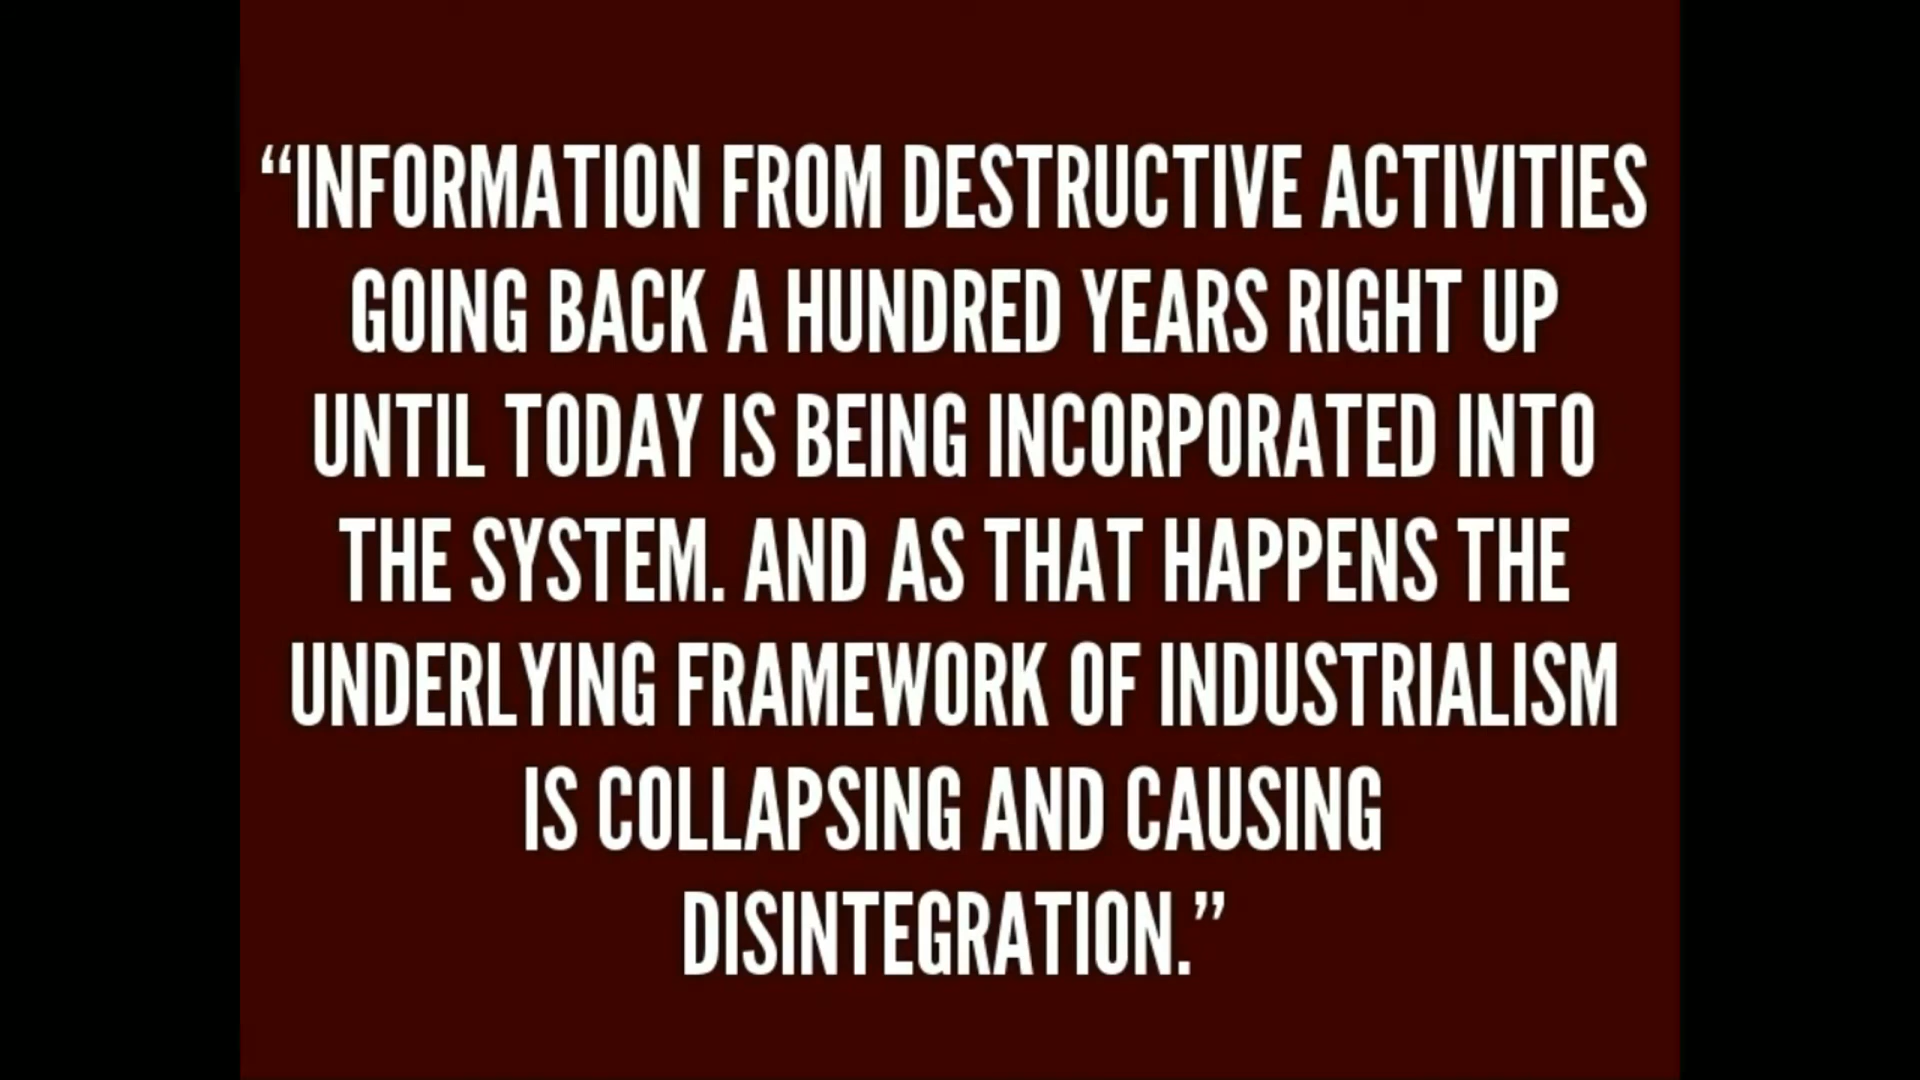 “INFORMATION FROM DESTRUCTIVE ACTIVITIES
GOING BACK A HUNDRED YEARS RIGHT UP
UNTIL TODAY IS BEING INCORPORATED INTO
THE SYSTEM. AND AS THAT HAPPENS THE
UNDERLYING FRAMEWORK OF INDUSTRIALISM
IS COLLAPSING AND CAUSING
DISINTEGRATION.”